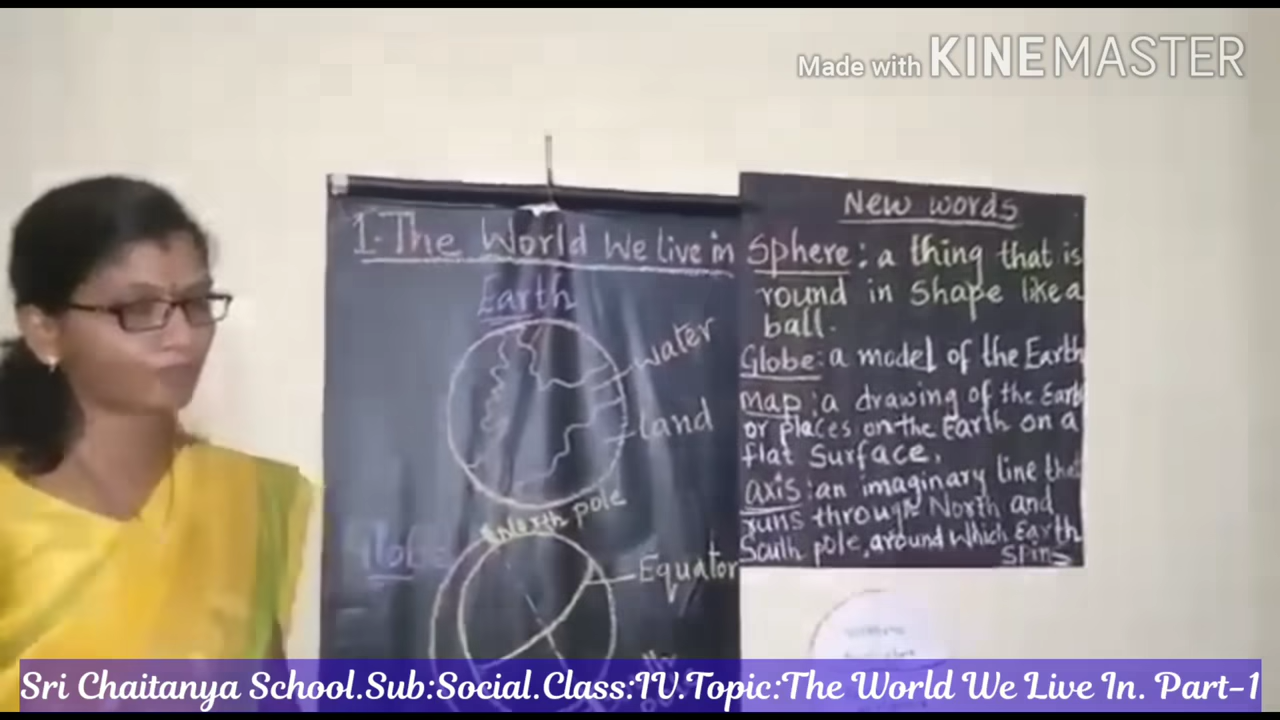 Made with KINEMASTER
1. The World We live in
Earth
water
land
North pole
Equator
New words
Sphere: a thing that is
round in Shape like a
ball.
Globe: a model of the Earth
map: a drawing of the Earth
or places on the Earth on a
flat Surface.
axis: an imaginary line that
runs through North and
South pole, around which Earth
Spins
Sri Chaitanya School.Sub:Social.Class:IV.Topic:The World We Live In. Part-1